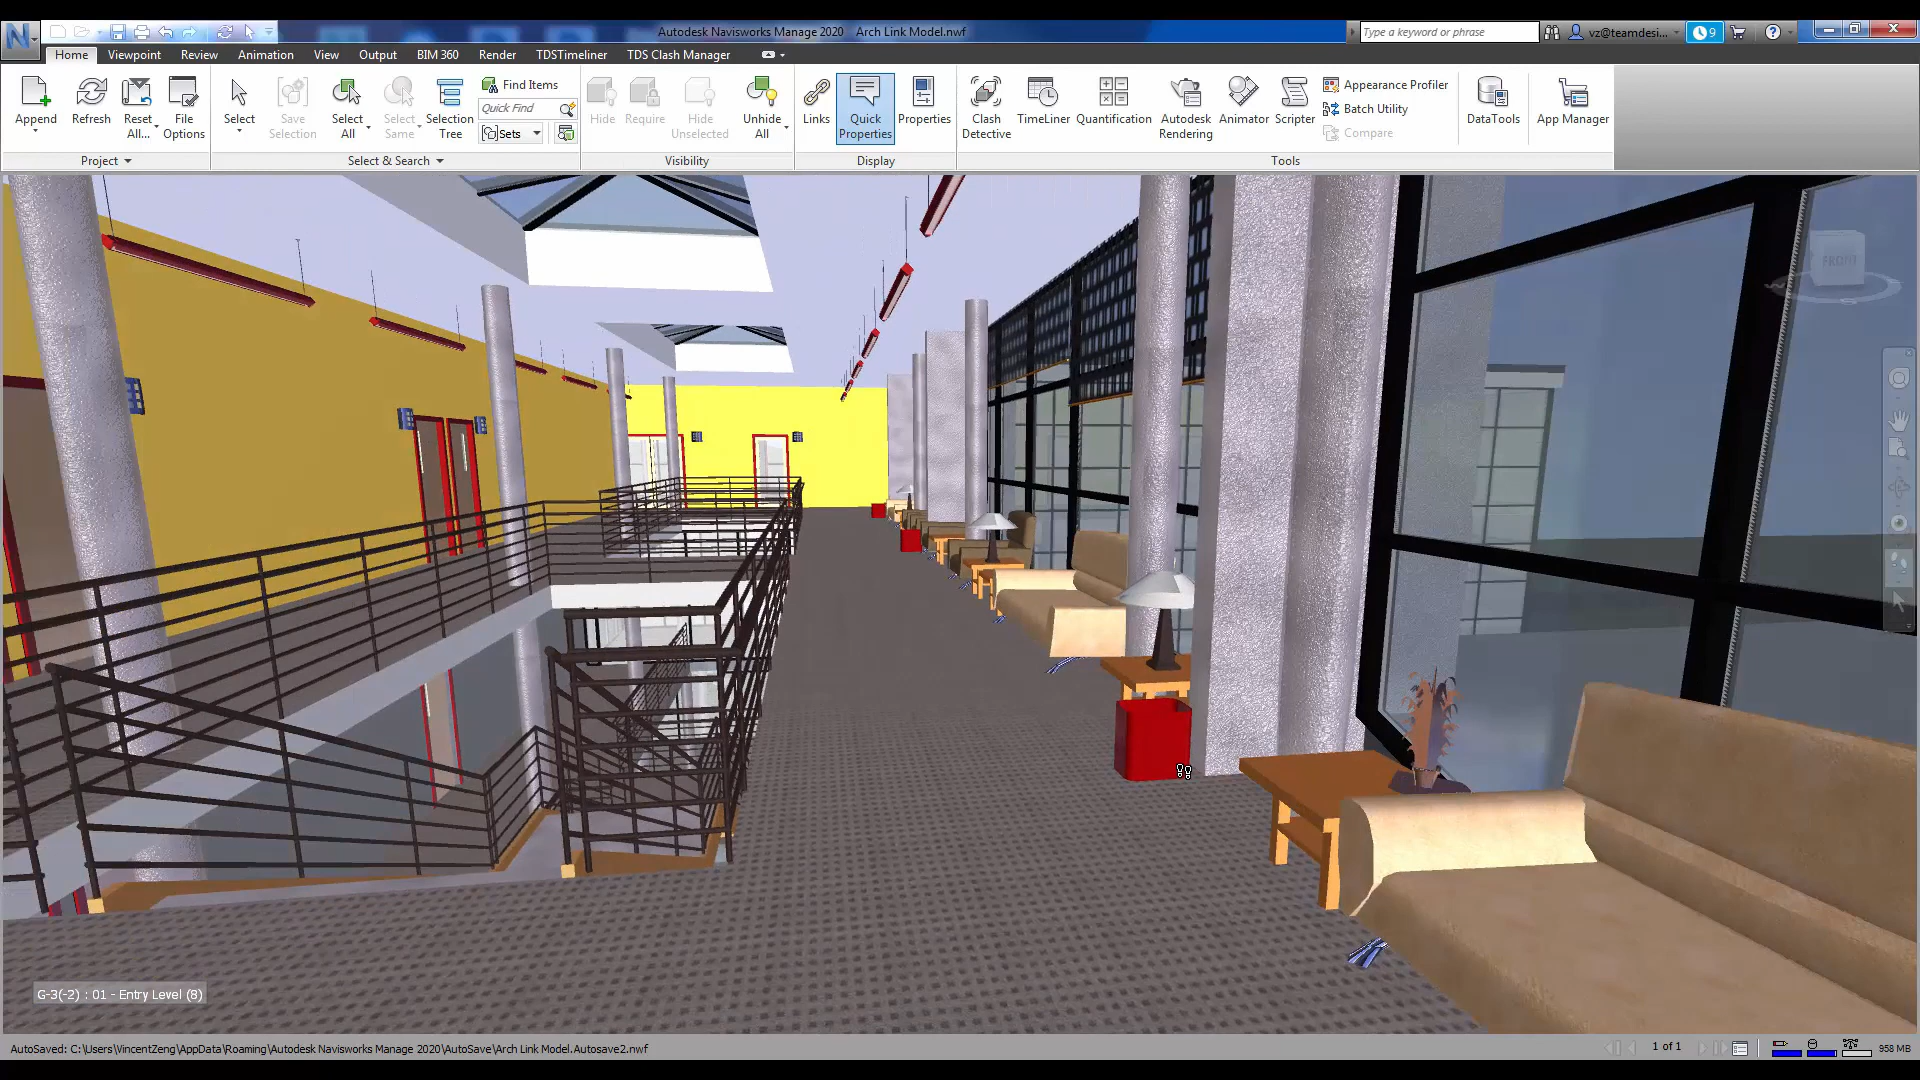 Autodesk Navisworks Manage 2020 Arch Link Model.nwf
Type a keyword or phrase
vz@teamdesi...
9
Home Viewpoint Review Animation View Output BIM 360 Render TDSTimeliner TDS Clash Manager
Append
Refresh
Reset All...
File Options
Project
Select
Save Selection
Select All
Select Same
Selection Tree
Find Items
Quick Find
Sets
Select & Search
Hide
Require
Hide Unselected
Unhide All
Visibility
Links
Quick Properties
Properties
Display
Clash Detective
TimeLiner
Quantification
Autodesk Rendering
Animator
Scripter
Appearance Profiler
Batch Utility
Compare
Tools
DataTools
App Manager
FRONT
G-3(-2) : 01 - Entry Level (8)
AutoSaved: C:\Users\VincentZeng\AppData\Roaming\Autodesk Navisworks Manage 2020\AutoSave\Arch Link Model.Autosave2.nwf
1 of 1
958 MB